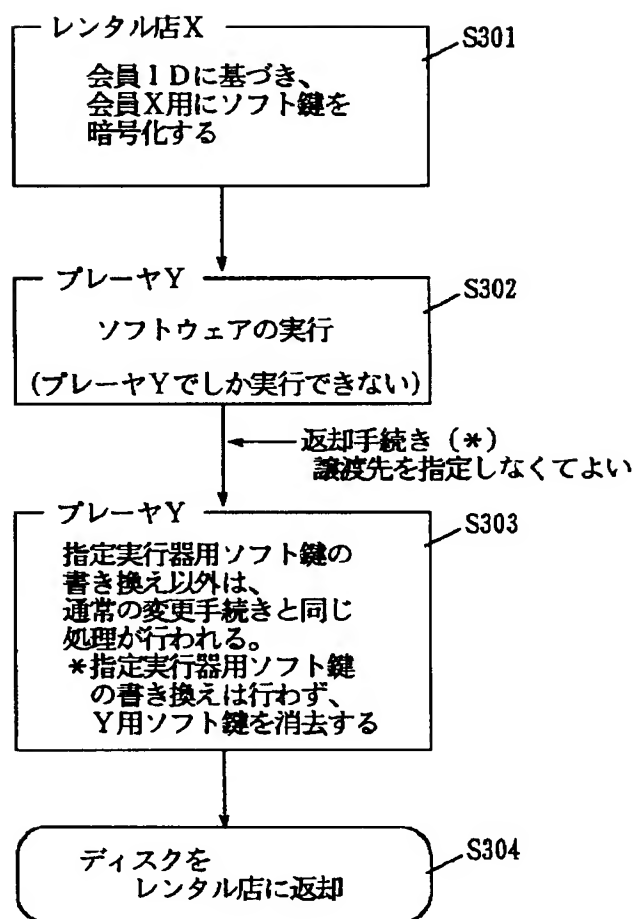 レンタル店X
S301
会員IDに基づき、
会員X用にソフト鍵を
暗号化する
プレーヤY
S302
ソフトウェアの実行
(プレーヤYでしか実行できない)
返却手続き(*)
譲渡先を指定しなくてよい
プレーヤY
S303
指定実行器用ソフト鍵の
書き換え以外は、
通常の変更手続きと同じ
処理が行われる。
*指定実行器用ソフト鍵
の書き換えは行わず、
Y用ソフト鍵を消去する
ディスクを
S304
レンタル店に返却